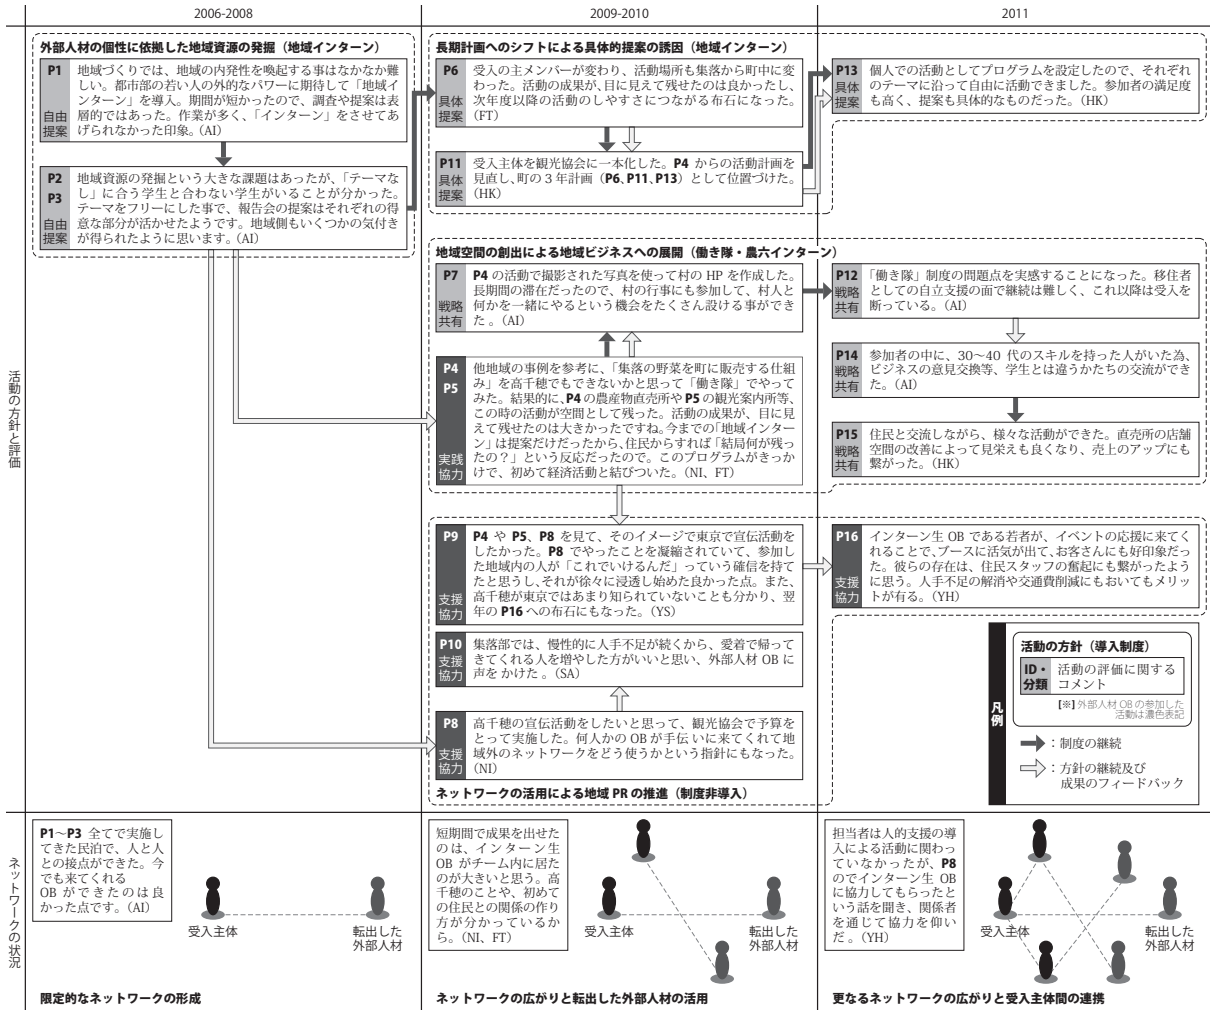 2006-2008
2009-2010
2011
活動の方針と評価
外部人材の個性に依拠した地域資源の発掘（地域インターン）
P1
自由
提案
地域づくりでは、地域の内発性を喚起する事はなかなか難
しい。都市部の若い人の外的なパワーに期待して「地域イ
ンターン」を導入。期間が短かったので、調査や提案は表
層的ではあった。作業が多く、「インターン」をさせてあ
げられなかった印象。（AI）
P2
P3
自由
提案
地域資源の発掘という大きな課題はあったが、「テーマな
し」に合う学生と合わない学生がいることが分かった。
テーマをフリーにした事で、報告会の提案はそれぞれの得
意な部分が活かせたようです。地域側もいくつかの気付き
が得られたように思います。（AI）
長期計画へのシフトによる具体的提案の誘因（地域インターン）
P6
具体
提案
受入の主メンバーが変わり、活動場所も集落から町中に変
わった。活動の成果が、目に見えて残せたのは良かったし、
次年度以降の活動のしやすさにつながる布石になった。
（FT）
P11
具体
提案
受入主体を観光協会に一本化した。P4 からの活動計画を
見直し、町の３年計画（P6、P11、P13）として位置づけた。
（HK）
P13
具体
提案
個人での活動としてプログラムを設定したので、それぞれ
のテーマに沿って自由に活動できました。参加者の満足度
も高く、提案も具体的なものだった。（HK）
地域空間の創出による地域ビジネスへの展開（働き隊・農六インターン）
P7
戦略
共有
P4 の活動で撮影された写真を使って村の HP を作成した。
長期間の滞在だったので、村の行事にも参加して、村人と
何かを一緒にやるという機会をたくさん設ける事ができ
た 。（AI）
P4
P5
実践
協力
他地域の事例を参考に、「集落の野菜を町に販売する仕組
み」を高千穂でもできないかと思って「働き隊」でやって
みた。結果的に、P4 の農産物直売所や P5 の観光案内所等、
この時の活動が空間として残った。活動の成果が、目に見
えて残せたのは大きかったですね。今までの「地域インター
ン」は提案だけだったから、住民からすれば「結局何が残っ
たの？」という反応だったので。このプログラムがきっか
けで、初めて経済活動と結びついた。（NI、FT）
P12
戦略
共有
「働き隊」制度の問題点を実感することになった。移住者
としての自立支援の面で継続は難しく、これ以降は受入を
断っている。（AI）
P14
戦略
共有
参加者の中に、30～40 代のスキルを持った人がいた為、
ビジネスの意見交換等、学生とは違うかたちの交流ができ
た。（AI）
P15
戦略
共有
住民と交流しながら、様々な活動ができた。直売所の店舗
空間の改善によって見栄えも良くなり、売上のアップにも
繋がった。（HK）
P9
支援
協力
P4 や P5、P8 を見て、そのイメージで東京で宣伝活動を
したかった。P8 でやったことを凝縮されていて、参加し
た地域内の人が「これでいけるんだ」っていう確信を持て
たと思うし、それが徐々に浸透し始めた良かった点。また、
高千穂が東京ではあまり知られていないことも分かり、翌
年の P16 への布石にもなった。（YS）
P10
支援
協力
集落部では、慢性的に人手不足が続くから、愛着で帰って
きてくれる人を増やした方がいいと思い、外部人材 OB に
声を かけた 。（SA）
P8
支援
協力
高千穂の宣伝活動をしたいと思って、観光協会で予算を
とって実施した。何人かの OB が手伝 いに来てくれて地
域外のネットワークをどう使うかという指針にもなった。
（NI）
ネットワークの活用による地域 PR の推進（制度非導入）
P16
支援
協力
インターン生 OB である若者が、イベントの応援に来てく
れることで、ブースに活気が出て、お客さんにも好印象だっ
た。彼らの存在は、住民スタッフの奮起にも繋がったよう
に思う。人手不足の解消や交通費削減にもおいてもメリッ
トが有る。（YH）
凡例
活動の方針（導入制度）
ID・
分類
活動の評価に関する
コメント
[※] 外部人材 OB の参加した
活動は濃色表記
：制度の継続
：方針の継続及び
成果のフィードバック
ネットワークの状況
P1～P3 全てで実施し
てきた民泊で、人と人
との接点ができた。今
でも来てくれる
OB ができたのは良
かった点です。（AI）
受入主体
転出した
外部人材
限定的なネットワークの形成
短期間で成果を出せた
のは、インターン生
OB がチーム内に居た
のが大きいと思う。高
千穂のことや、初めて
の住民との関係の作り
方が分かっているか
ら。（NI、FT）
受入主体
転出した
外部人材
ネットワークの広がりと転出した外部人材の活用
担当者は人的支援の導
入による活動に関わっ
ていなかったが、P8
のでインターン生 OB
に協力してもらったと
いう話を聞き、関係者
を通じて協力を仰い
だ 。（YH）
受入主体
転出した
外部人材
更なるネットワークの広がりと受入主体間の連携